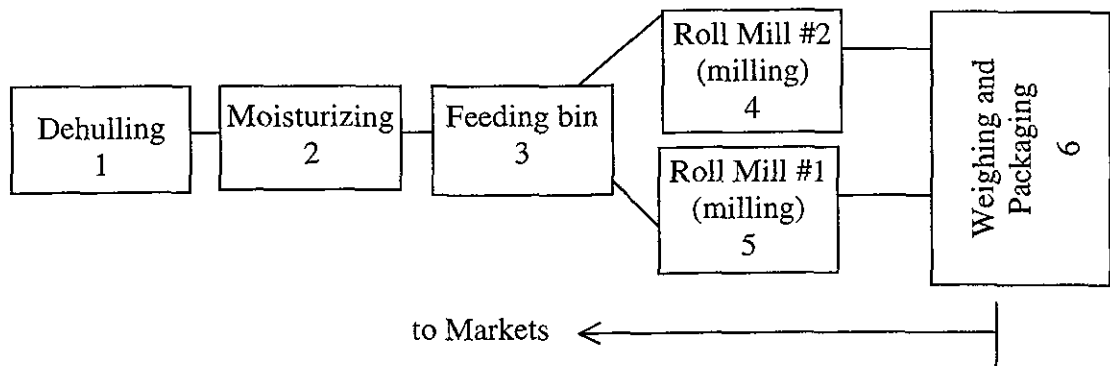 Dehulling
1
Moisturizing
2
Feeding bin
3
Roll Mill #2
(milling)
4
Roll Mill #1
(milling)
5
Weighing and
Packaging
6
to Markets